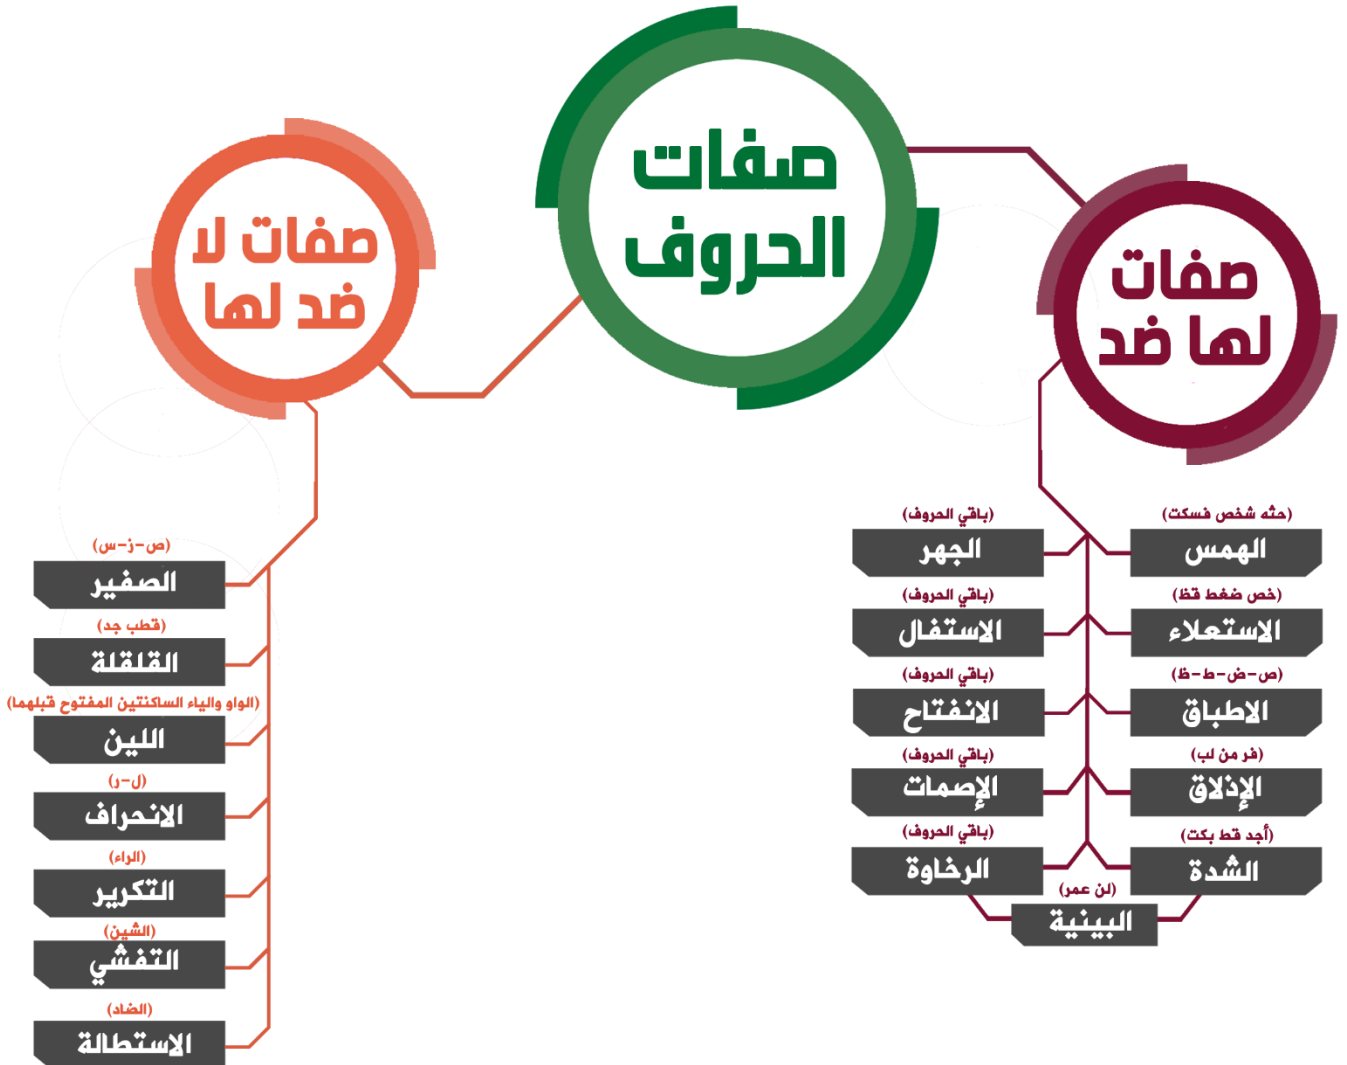 صفات
الحروف
صفات
لها ضد
(حثه شخص فسكت)
الهمس
(باقي الحروف)
الجهر
(خص ضغط قظ)
الاستعلاء
(باقي الحروف)
الاستفال
(ص-ض-ط-ظ)
الاطباق
(باقي الحروف)
الانفتاح
(فر من لب)
الإذلاق
(باقي الحروف)
الإصمات
(أجد قط بكت)
الشدة
(باقي الحروف)
الرخاوة
(لن عمر)
البينية
صفات لا
ضد لها
(ص-ز-س)
الصفير
(قطب جد)
القلقلة
(الواو والياء الساكنتين المفتوح قبلهما)
اللين
(ل-ر)
الانحراف
(الراء)
التكرير
(الشين)
التفشي
(الضاد)
الاستطالة